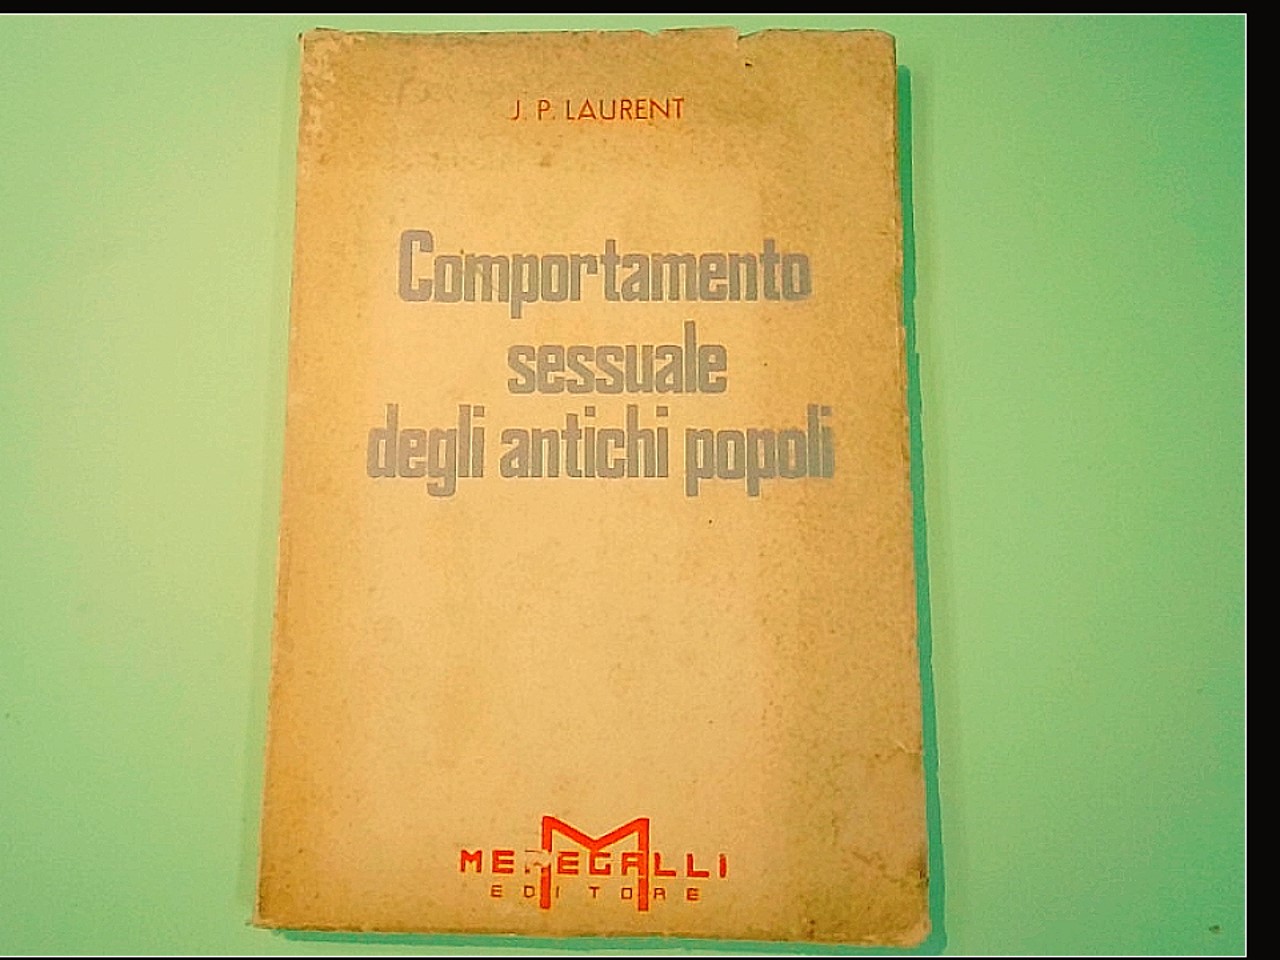 J. P. LAURENT
Comportamento
sessuale
degli antichi popoli
MENEGALLI
EDITORE